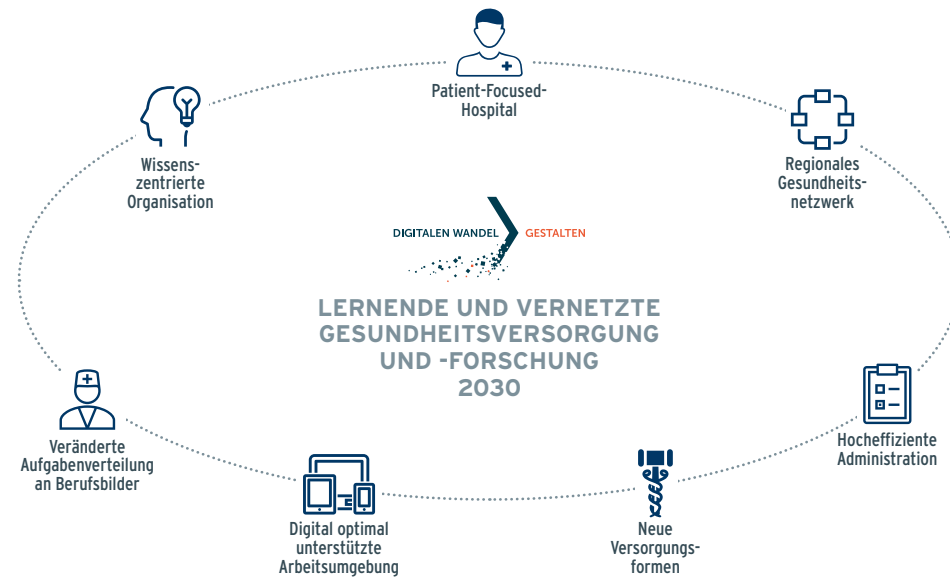 Patient-Focused-
Hospital
Wissens-
zentrierte
Organisation
Regionales
Gesundheits-
netzwerk
DIGITALEN WANDEL GESTALTEN
LERNENDE UND VERNETZTE
GESUNDHEITSVERSORGUNG
UND -FORSCHUNG
2030
Veränderte
Aufgabenverteilung
an Berufsbilder
Hocheffiziente
Administration
Digital optimal
unterstützte
Arbeitsumgebung
Neue
Versorgungs-
formen